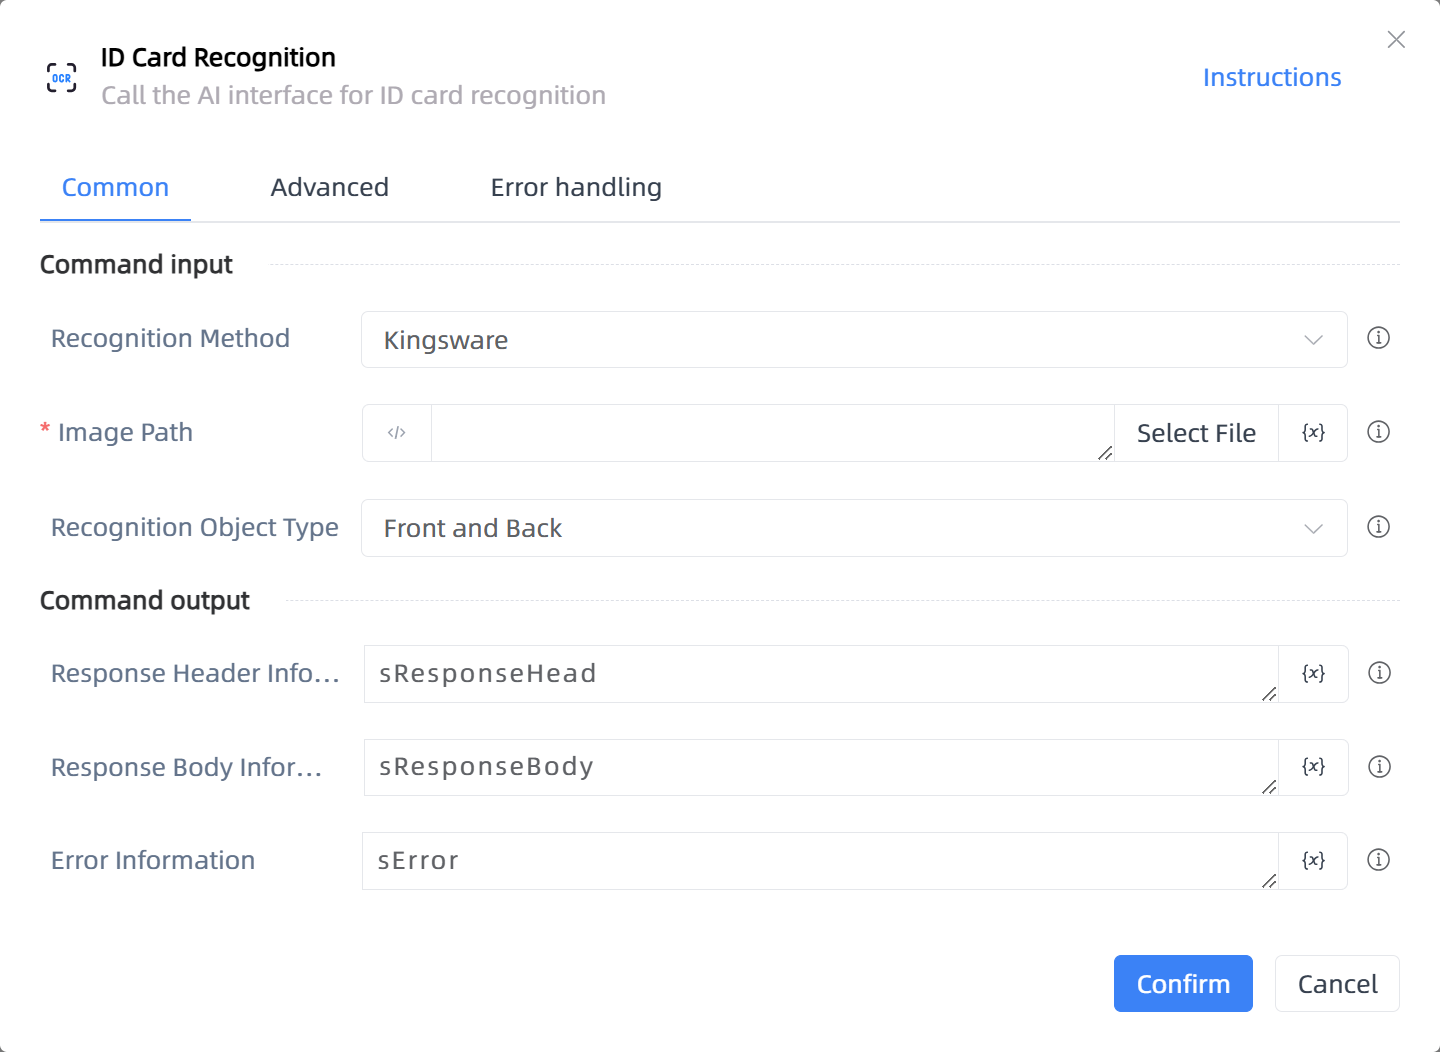 OCR
ID Card Recognition
Call the AI interface for ID card recognition
Instructions
Common
Advanced
Error handling
Command input
Recognition Method
Kingsware
* Image Path
</>
Select File
{x}
Recognition Object Type
Front and Back
Command output
Response Header Info...
sResponseHead
{x}
Response Body Infor...
sResponseBody
{x}
Error Information
sError
{x}
Confirm
Cancel